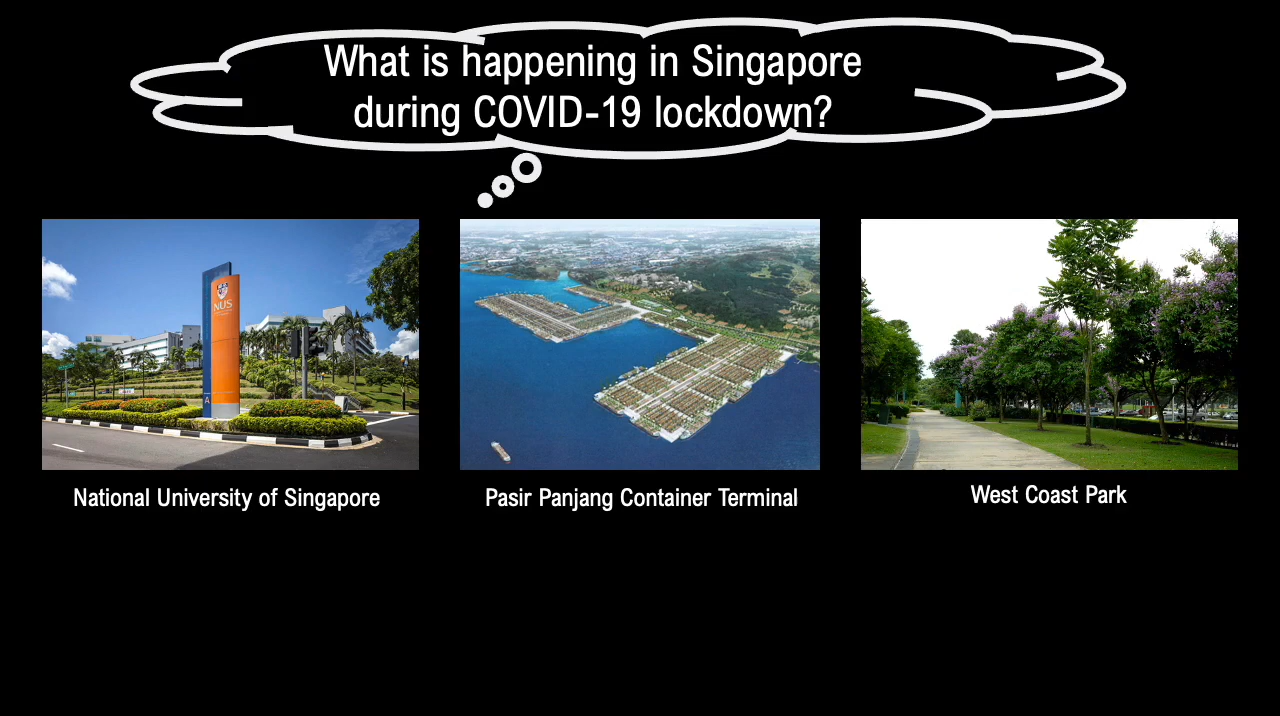 What is happening in Singapore
during COVID-19 lockdown?
NUS
A
National University of Singapore
Pasir Panjang Container Terminal
West Coast Park